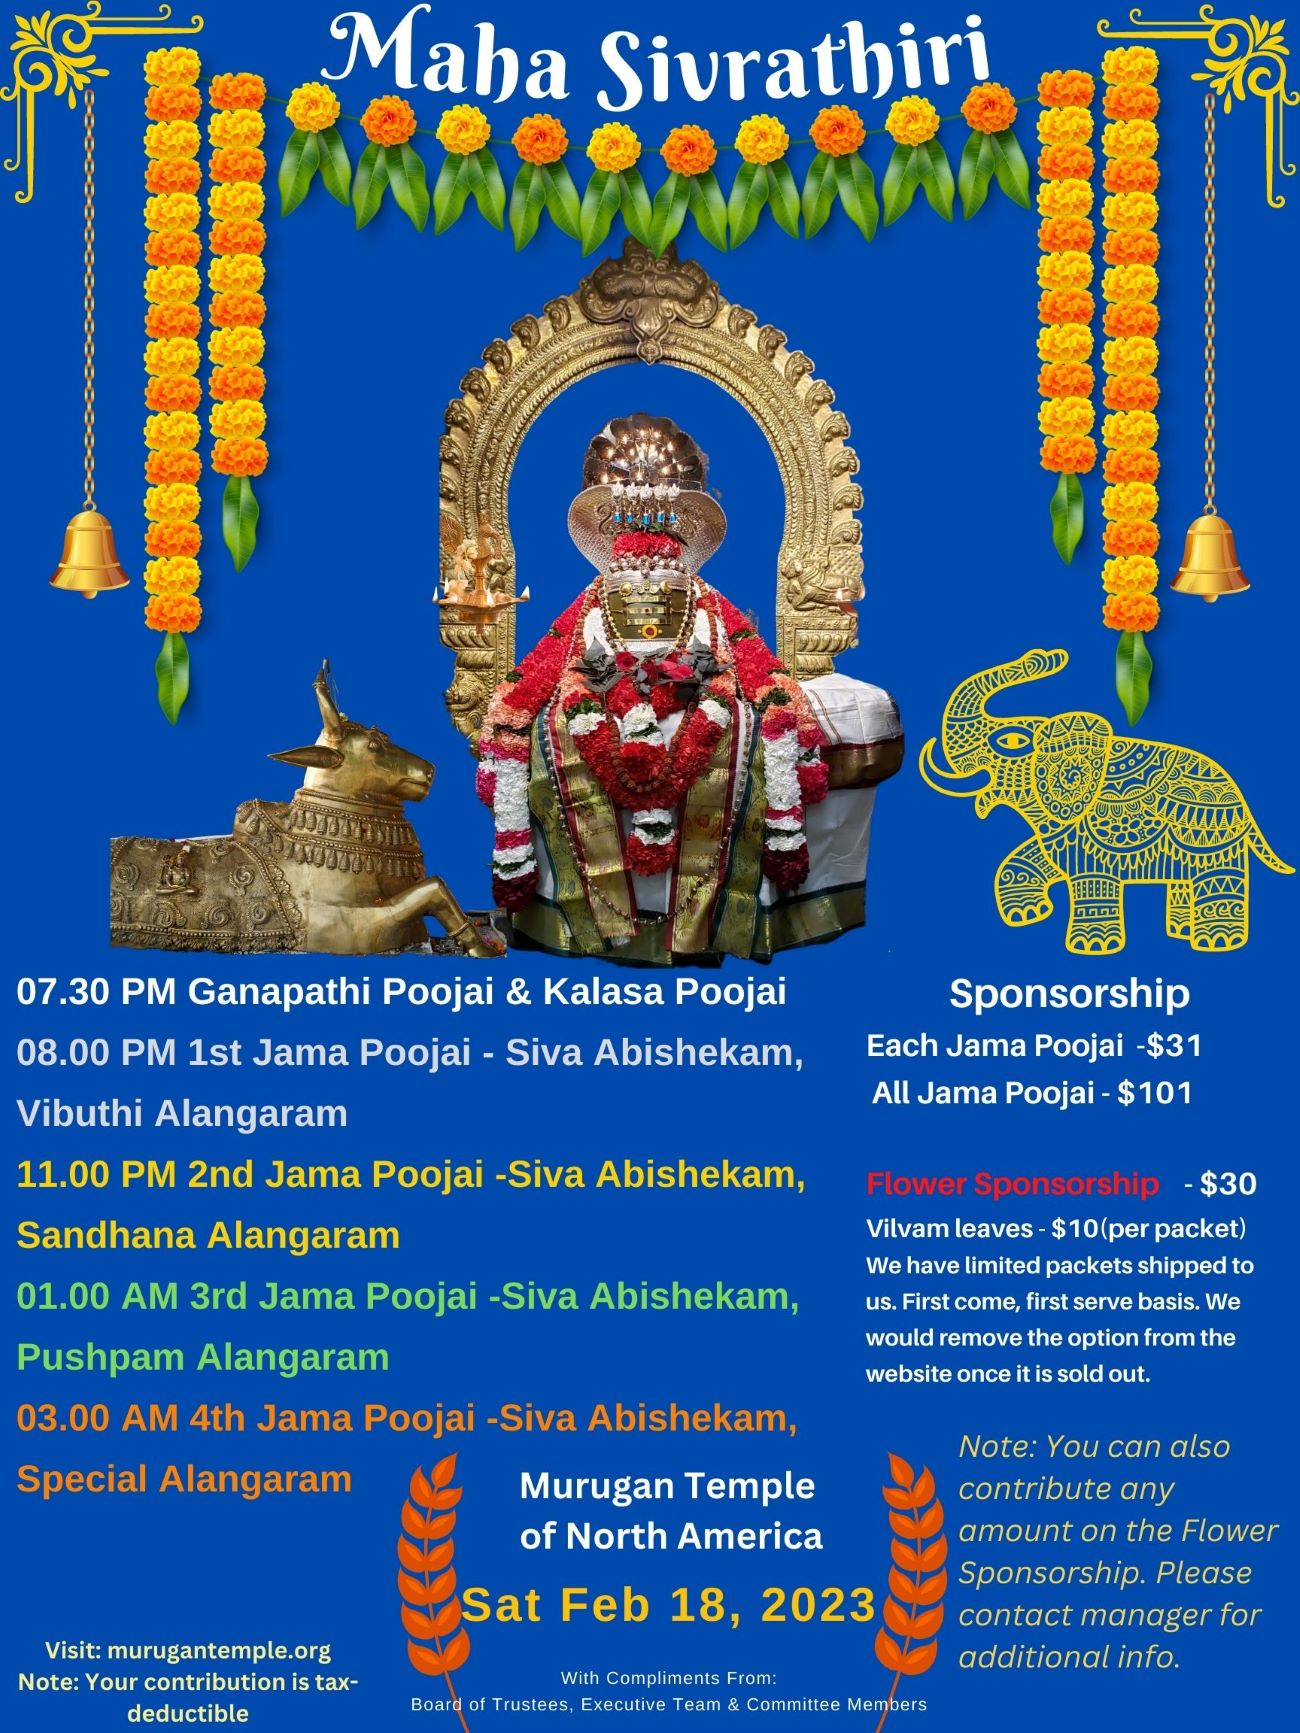 Maha Sivrathiri
07.30 PM Ganapathi Poojai & Kalasa Poojai
08.00 PM 1st Jama Poojai - Siva Abishekam,
Vibuthi Alangaram
11.00 PM 2nd Jama Poojai -Siva Abishekam,
Sandhana Alangaram
01.00 AM 3rd Jama Poojai -Siva Abishekam,
Pushpam Alangaram
03.00 AM 4th Jama Poojai -Siva Abishekam,
Special Alangaram
Sponsorship
Each Jama Poojai -$31
All Jama Poojai - $101
Flower Sponsorship - $30
Vilvam leaves - $10(per packet)
We have limited packets shipped to
us. First come, first serve basis. We
would remove the option from the
website once it is sold out.
Note: You can also
contribute any
amount on the Flower
Sponsorship. Please
contact manager for
additional info.
Murugan Temple
of North America
Sat Feb 18, 2023
Visit: murugantemple.org
Note: Your contribution is tax-
deductible
With Compliments From:
Board of Trustees, Executive Team & Committee Members